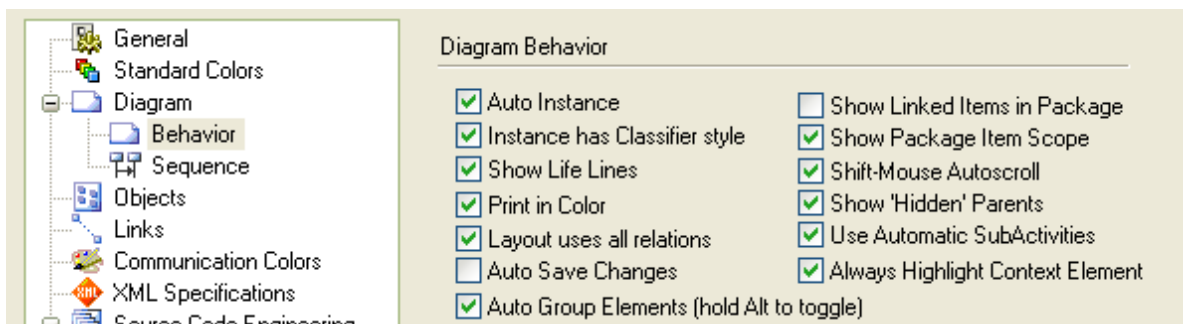 General
Standard Colors
Diagram
Behavior
Sequence
Objects
Links
Communication Colors
XML Specifications
Source Code Engineering
Diagram Behavior
Auto Instance
Instance has Classifier style
Show Life Lines
Print in Color
Layout uses all relations
Auto Save Changes
Auto Group Elements (hold Alt to toggle)
Show Linked Items in Package
Show Package Item Scope
Shift-Mouse Autoscroll
Show 'Hidden' Parents
Use Automatic SubActivities
Always Highlight Context Element